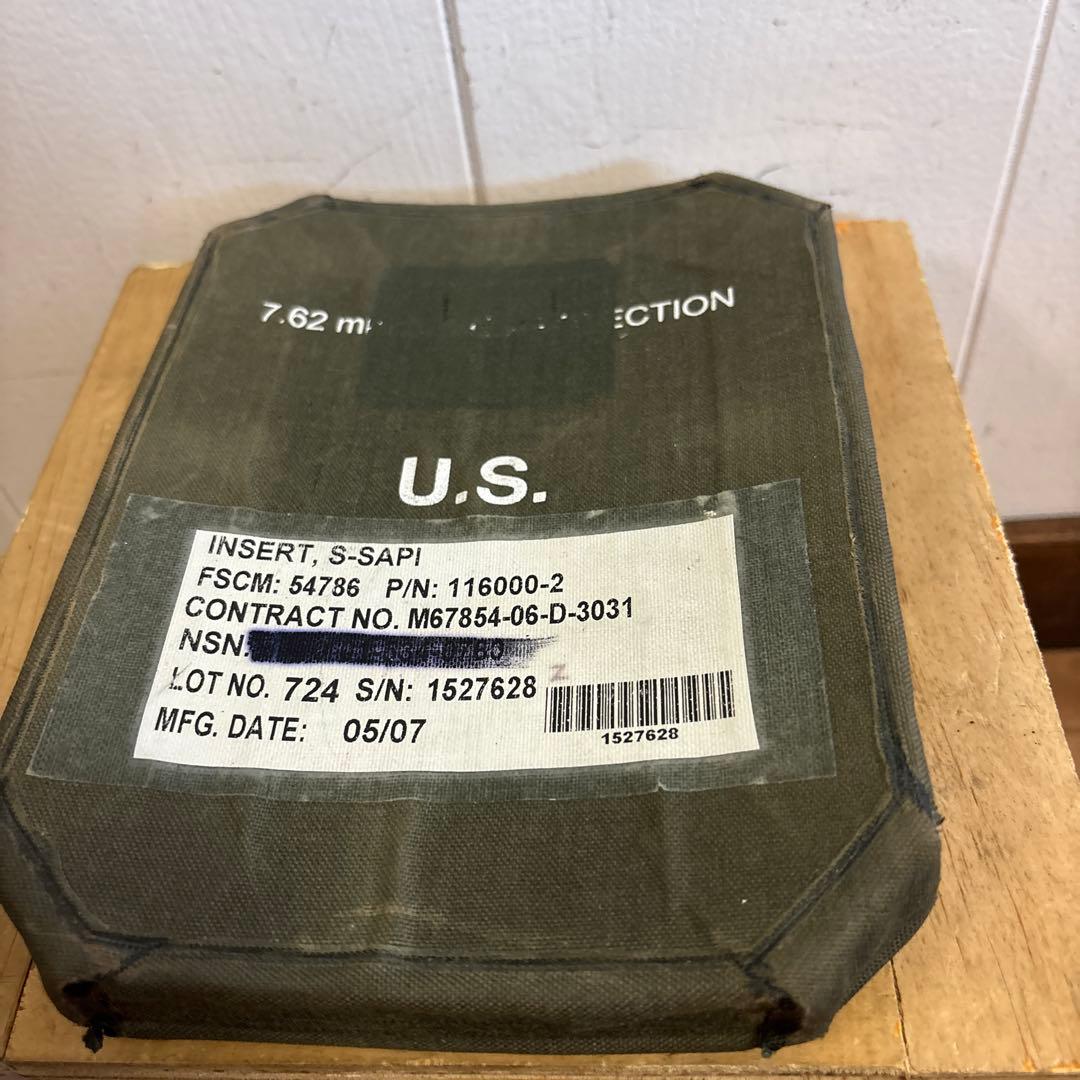 7.62 m
ECTION
U.S.
INSERT, S-SAPI
FSCM: 54786 P/N: 116000-2
CONTRACT NO. M67854-06-D-3031
NSN:
LOT NO. 724 S/N: 1527628
Z
1527628
MFG. DATE: 05/07